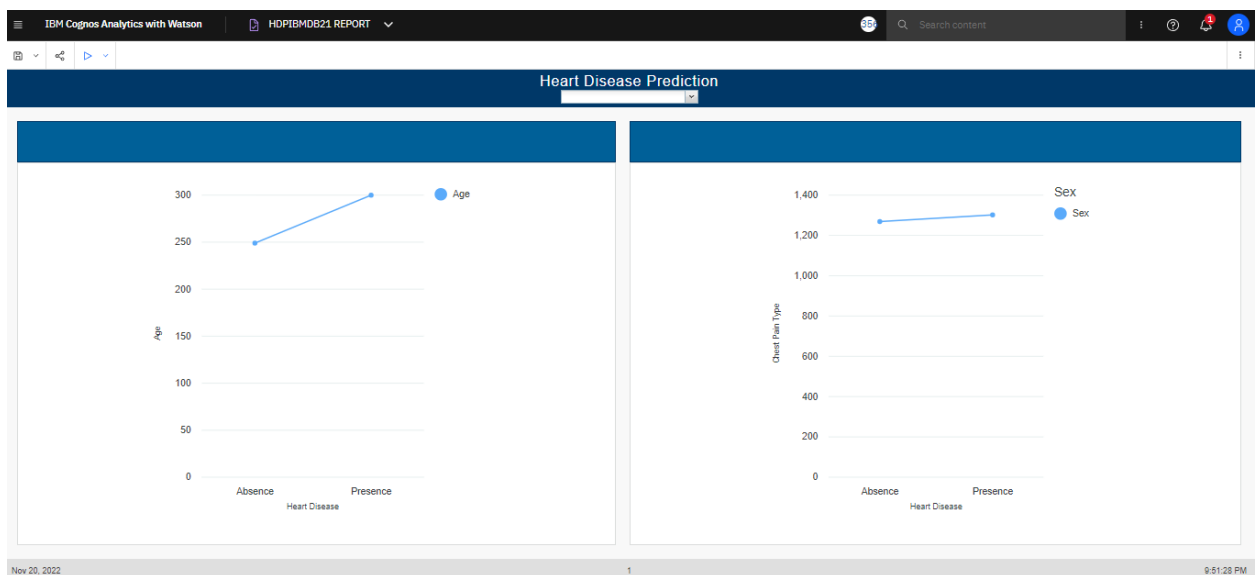 IBM Cognos Analytics with Watson
HDPIBMDB21 REPORT
Search content
1
Heart Disease Prediction
300
250
200
150
100
50
0
Age
Absence
Presence
Heart Disease
Age
1,400
1,200
1,000
800
600
400
200
0
Chest Pain Type
Absence
Presence
Heart Disease
Sex
Sex
Nov 20, 2022
1
9:51:28 PM